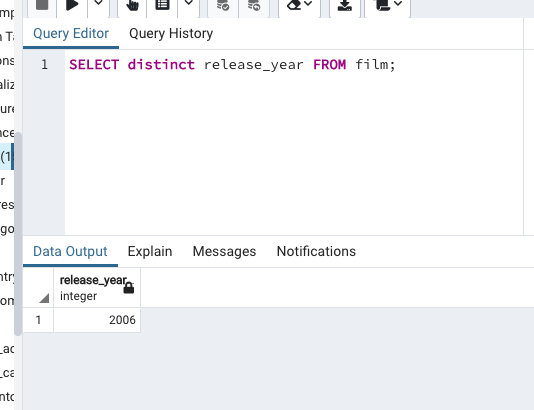 Query Editor Query History
1 SELECT distinct release_year FROM film;
Data Output Explain Messages Notifications
release_year
integer
1 2006